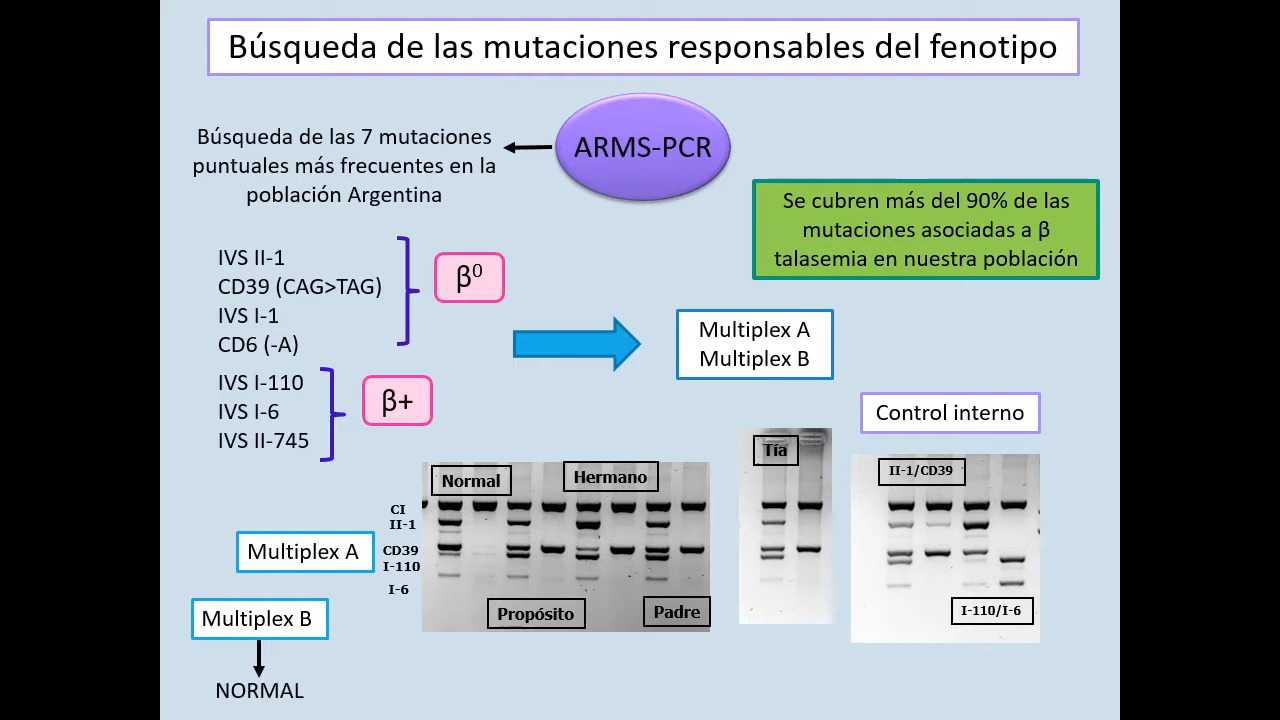 Búsqueda de las mutaciones responsables del fenotipo
ARMS-PCR
Búsqueda de las 7 mutaciones
puntuales más frecuentes en la
población Argentina
Se cubren más del 90% de las
mutaciones asociadas a β
talasemia en nuestra población
IVS II-1
CD39 (CAG>TAG)
IVS I-1
CD6 (-A)
β⁰
IVS I-110
IVS I-6
IVS II-745
β+
Multiplex A
Multiplex B
Control interno
Normal
Hermano
Tía
II-1/CD39
CI
II-1
CD39
I-110
I-6
Multiplex A
Propósito
Padre
I-110/I-6
Multiplex B
NORMAL